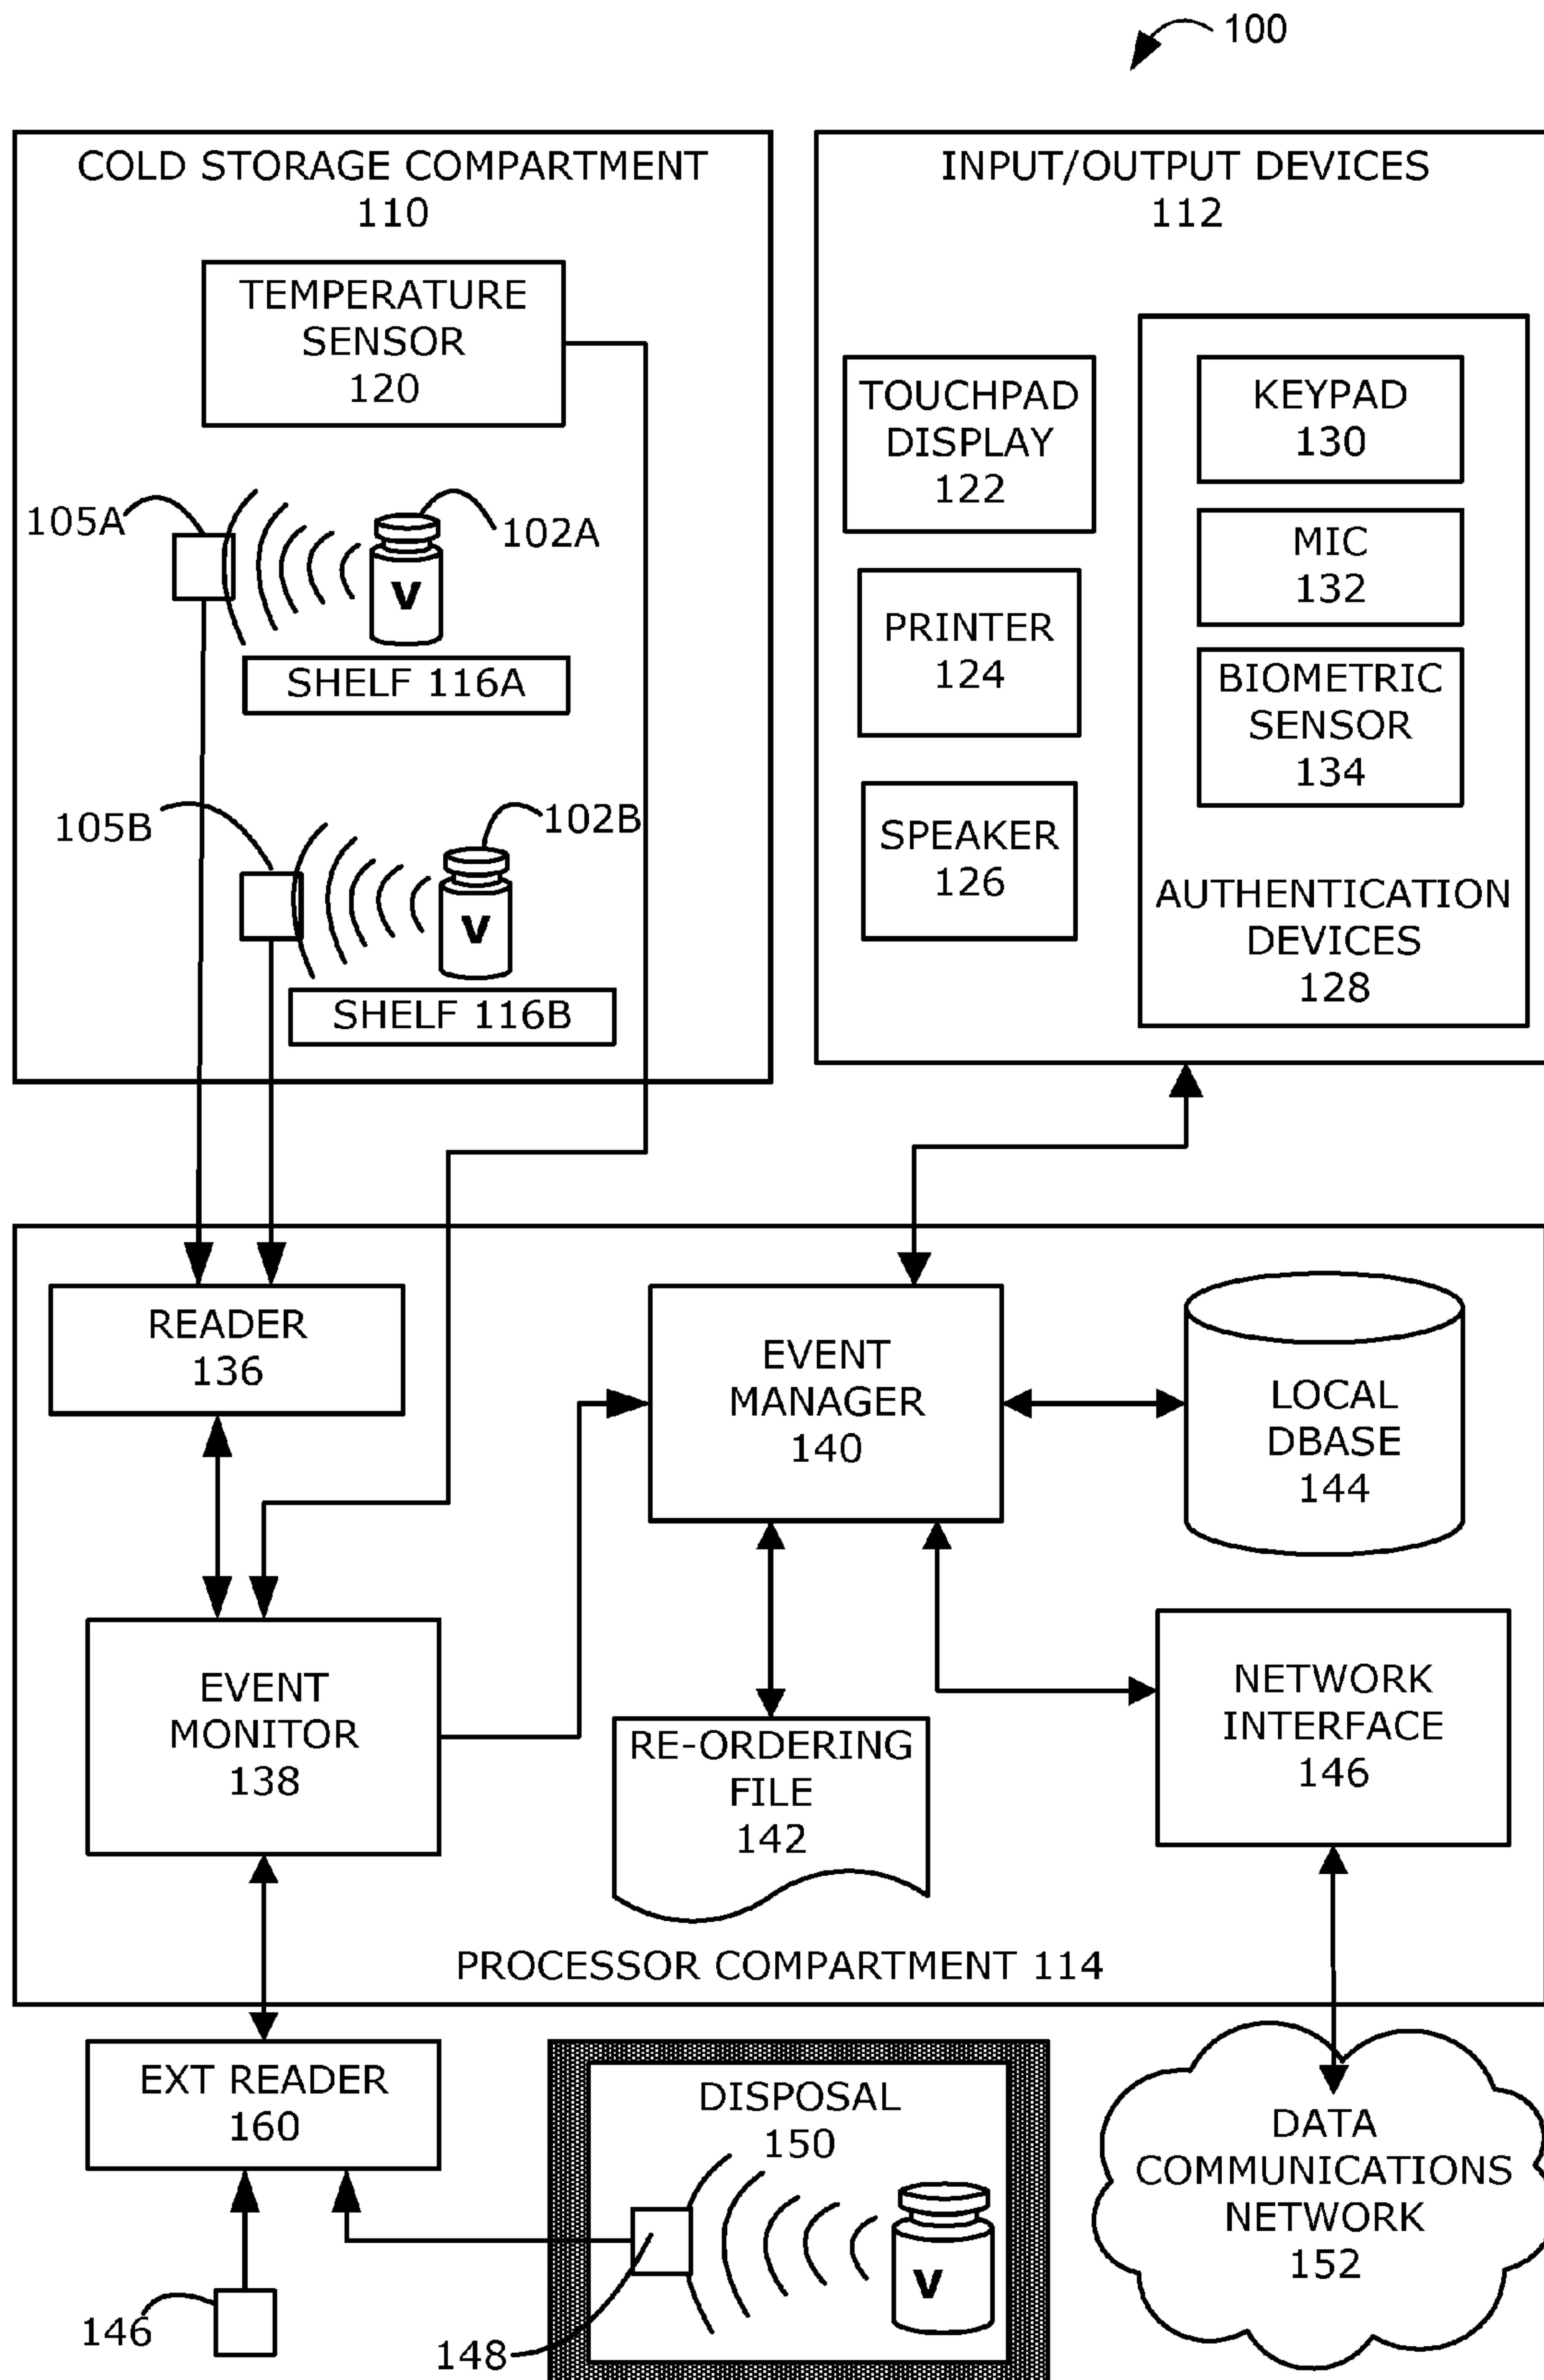 100
COLD STORAGE COMPARTMENT
110
TEMPERATURE
SENSOR
120
105A
102A
V
SHELF 116A
105B
102B
V
SHELF 116B
INPUT/OUTPUT DEVICES
112
TOUCHPAD
DISPLAY
122
PRINTER
124
SPEAKER
126
KEYPAD
130
MIC
132
BIOMETRIC
SENSOR
134
AUTHENTICATION
DEVICES
128
READER
136
EVENT
MANAGER
140
LOCAL
DBASE
144
EVENT
MONITOR
138
RE-ORDERING
FILE
142
NETWORK
INTERFACE
146
PROCESSOR COMPARTMENT 114
EXT READER
160
146
DISPOSAL
150
V
148
DATA
COMMUNICATIONS
NETWORK
152